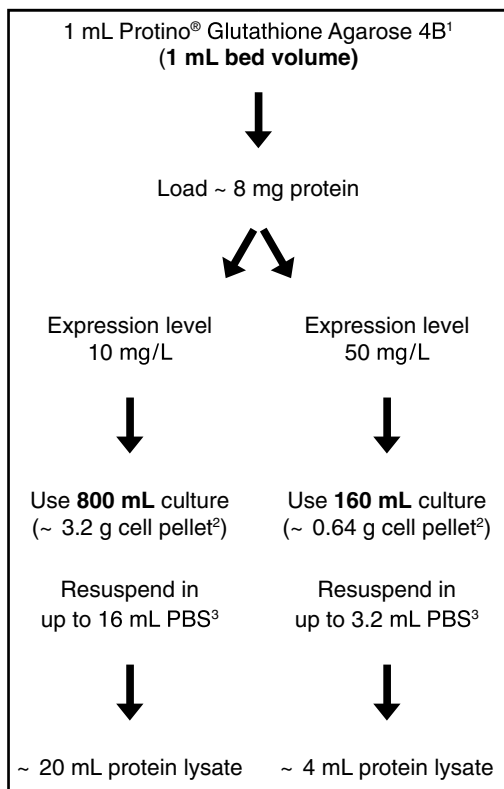 1 mL Protino® Glutathione Agarose 4B¹
(1 mL bed volume)
Load ~ 8 mg protein
Expression level
10 mg/L
Expression level
50 mg/L
Use 800 mL culture
(~ 3.2 g cell pellet²)
Use 160 mL culture
(~ 0.64 g cell pellet²)
Resuspend in
up to 16 mL PBS³
Resuspend in
up to 3.2 mL PBS³
~ 20 mL protein lysate
~ 4 mL protein lysate